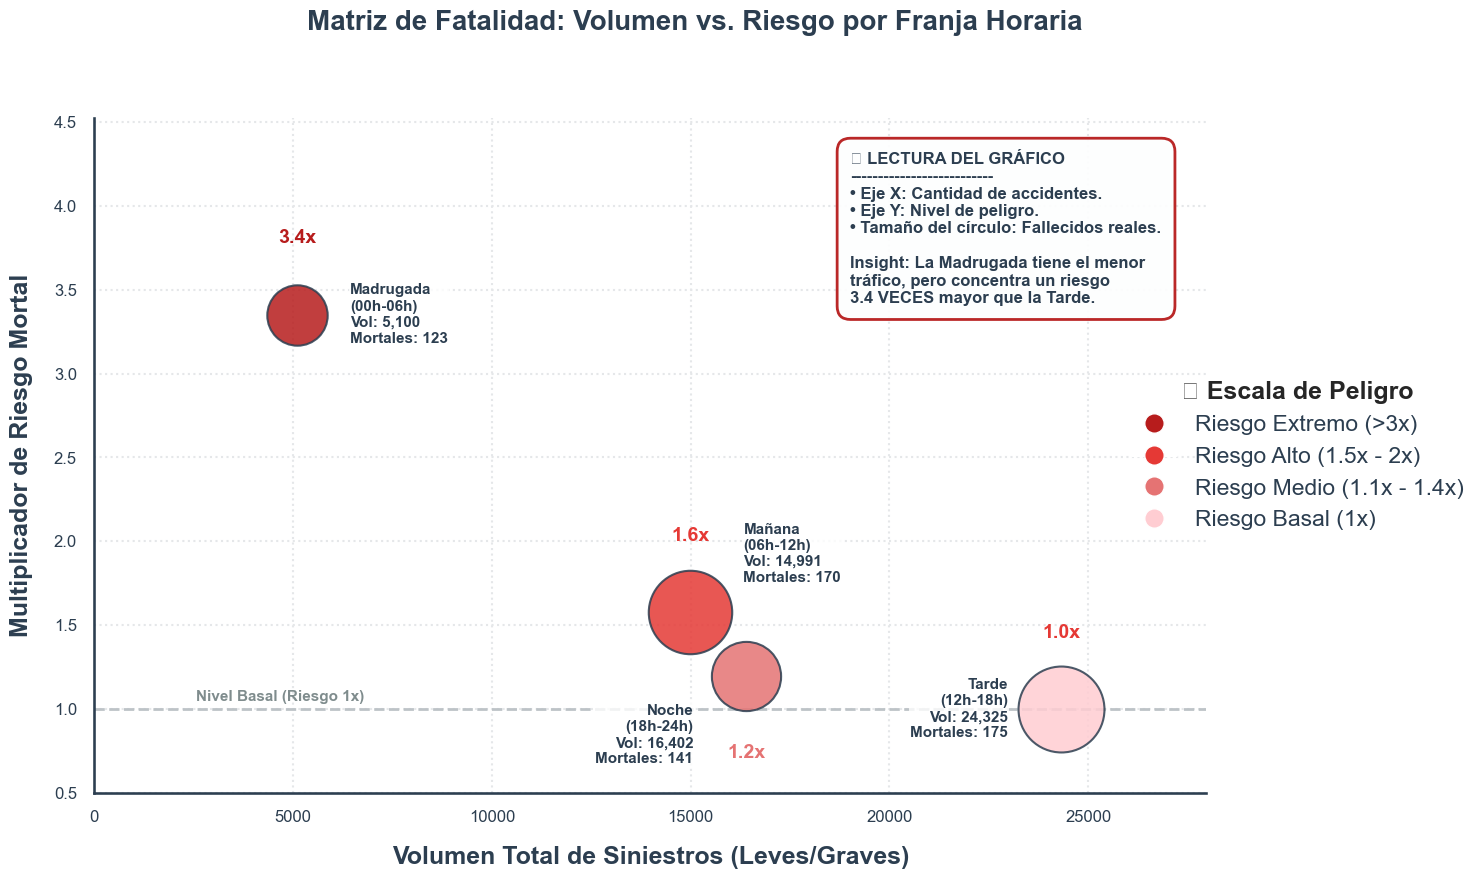 Matriz de Fatalidad: Volumen vs. Riesgo por Franja Horaria
Multiplicador de Riesgo Mortal
4.5
4.0
3.5
3.0
2.5
2.0
1.5
1.0
0.5
3.4x
Madrugada
(00h-06h)
Vol: 5,100
Mortales: 123
LECTURA DEL GRÁFICO
---------------------------
• Eje X: Cantidad de accidentes.
• Eje Y: Nivel de peligro.
• Tamaño del círculo: Fallecidos reales.
Insight: La Madrugada tiene el menor
tráfico, pero concentra un riesgo
3.4 VECES mayor que la Tarde.
Escala de Peligro
Riesgo Extremo (>3x)
Riesgo Alto (1.5x - 2x)
Riesgo Medio (1.1x - 1.4x)
Riesgo Basal (1x)
1.6x
Mañana
(06h-12h)
Vol: 14,991
Mortales: 170
1.0x
Nivel Basal (Riesgo 1x)
Noche
(18h-24h)
Vol: 16,402
Mortales: 141
1.2x
Tarde
(12h-18h)
Vol: 24,325
Mortales: 175
0
5000
10000
15000
20000
25000
Volumen Total de Siniestros (Leves/Graves)